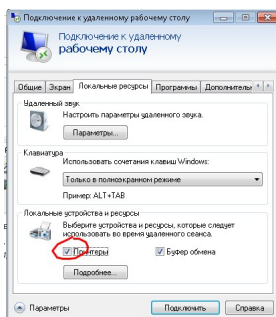 Подключение к удаленному рабочему столу
Подключение к удаленному
рабочему столу
Общие Экран Локальные ресурсы Программы Дополнительно
Удаленный звук
Настроить параметры удаленного звука.
Параметры...
Клавиатура
Использовать сочетания клавиш Windows:
Только в полноэкранном режиме
Пример: ALT+TAB
Локальные устройства и ресурсы
Выберите устройства и ресурсы, которые следует
использовать во время удаленного сеанса.
Принтеры Буфер обмена
Подробнее...
Параметры Подключить Справка